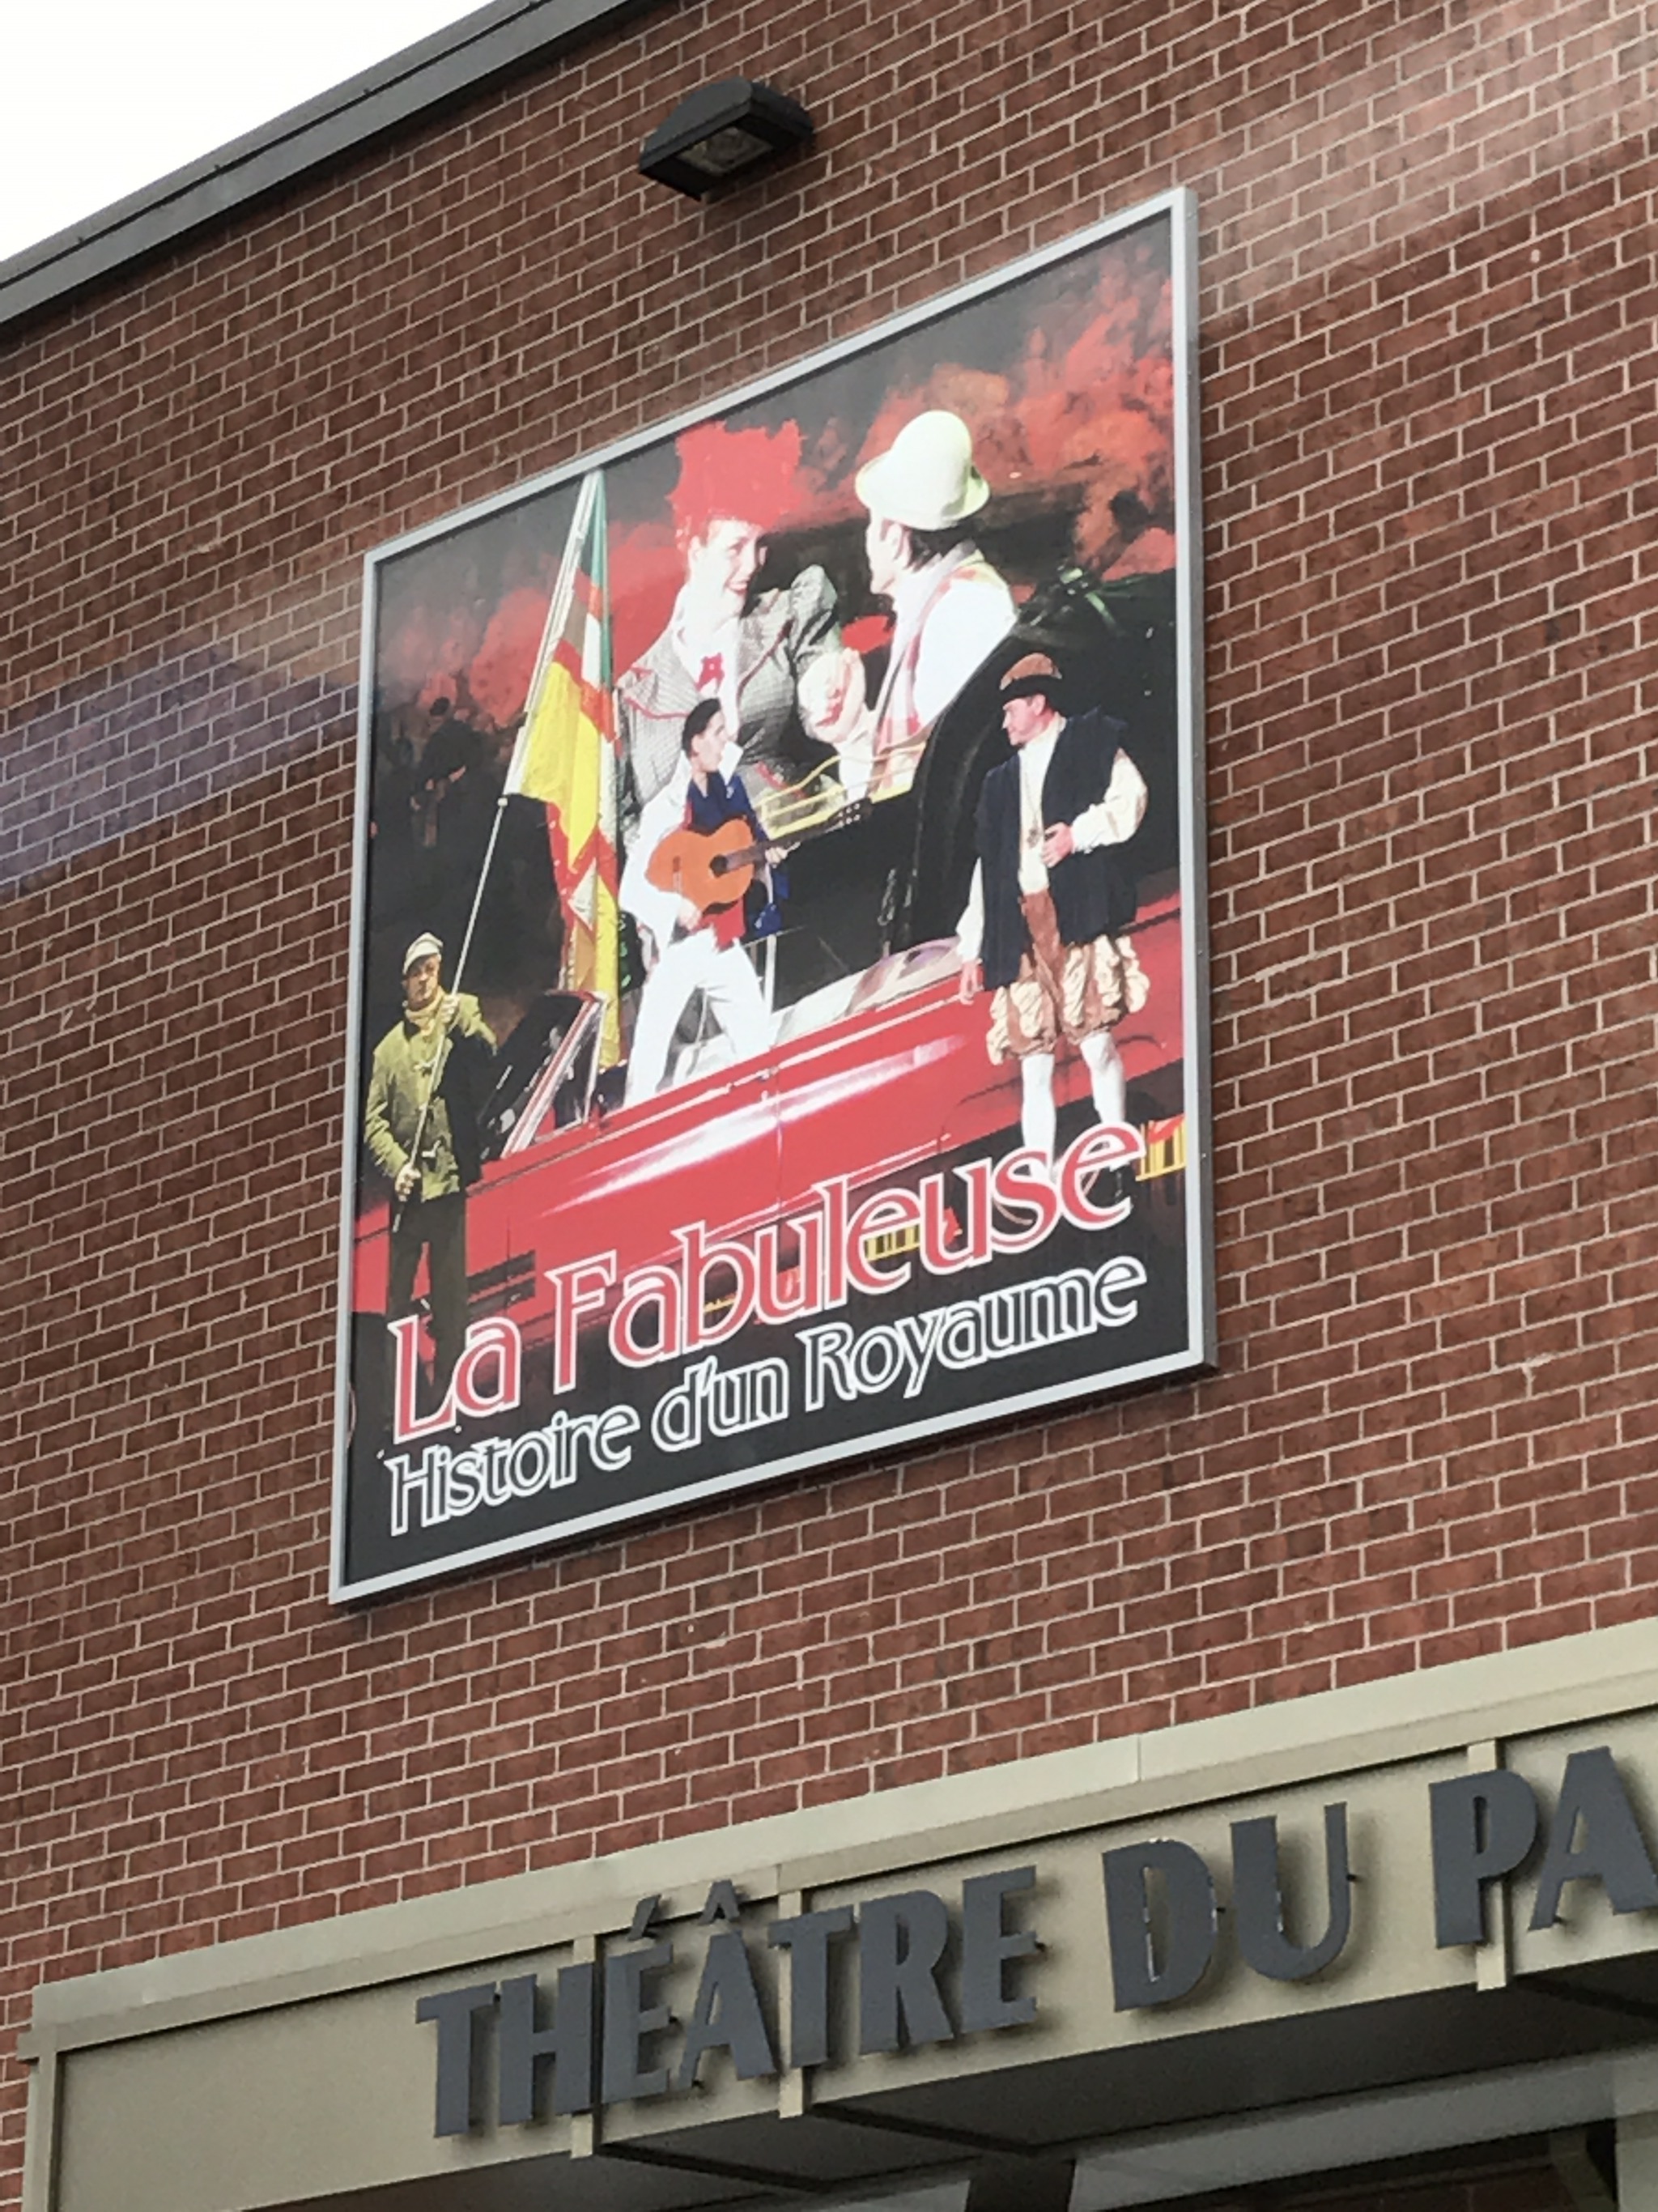 La Fabuleuse
Histoire d'un Royaume
THÉÂTRE DU PA